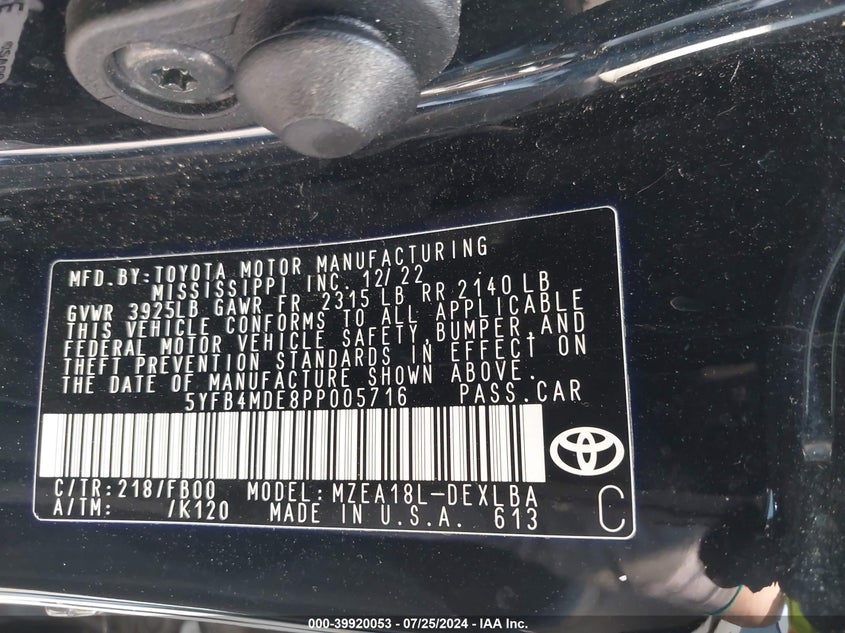 MFD.BY:TOYOTA MOTOR MANUFACTURING
MISSISSIPPI INC. 12/22
GVWR 3925LB GAWR FR 2315 LB RR 2140 LB
THIS VEHICLE CONFORMS TO ALL APPLICABLE
FEDERAL MOTOR VEHICLE SAFETY,BUMPER,AND
THEFT PREVENTION STANDARDS IN EFFECT ON
THE DATE OF MANUFACTURE SHOWN ABOVE.
5YFB4MDE8PP005716 PASS.CAR
C/TR:218/FB00 MODEL:MZEA18L-DEXLBA
A/TM: /K120 MADE IN U.S.A. 613
C
000-39920053 - 07/25/2024 - IAA Inc.